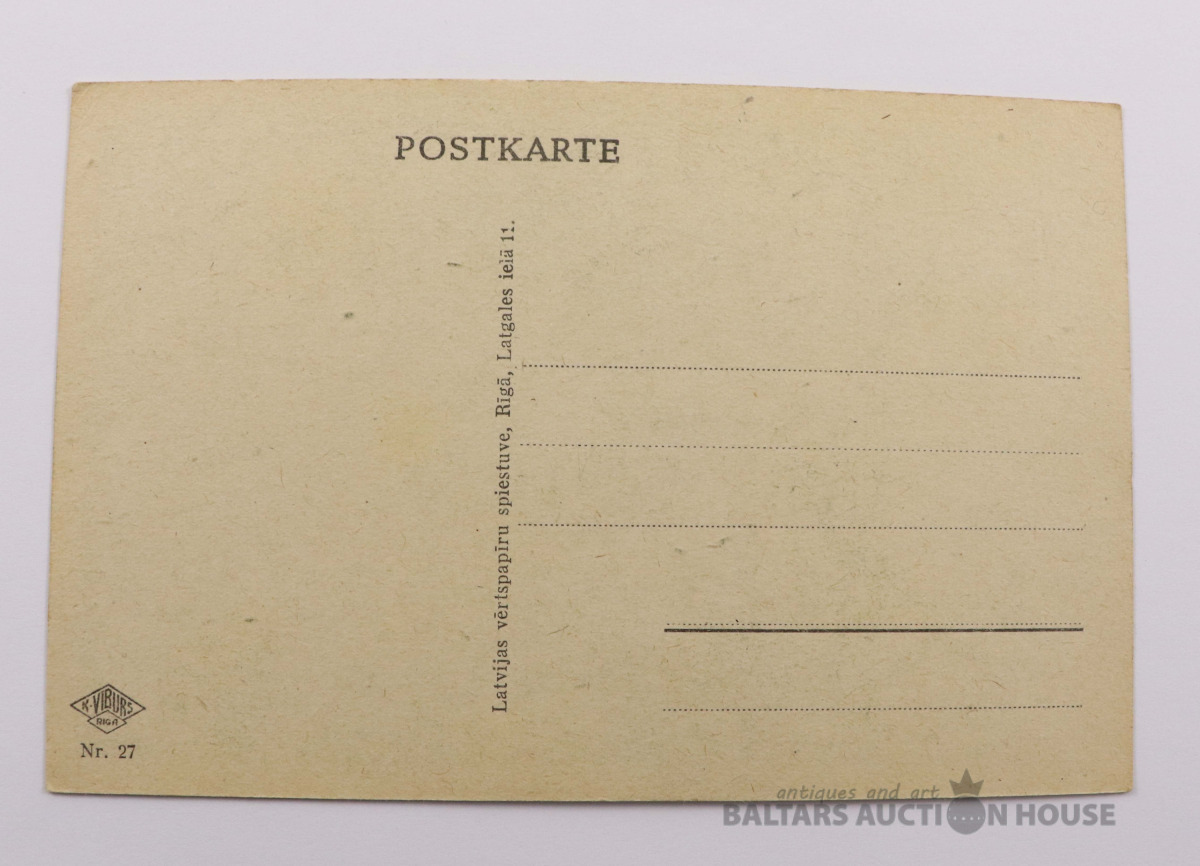 POSTKARTE
Latvijas vērtspapīru spiestuve, Rīgā, Latgales ielā 11.
K·VIBURS
RIGA
Nr. 27
antiques and art
BALTARS AUCTION HOUSE